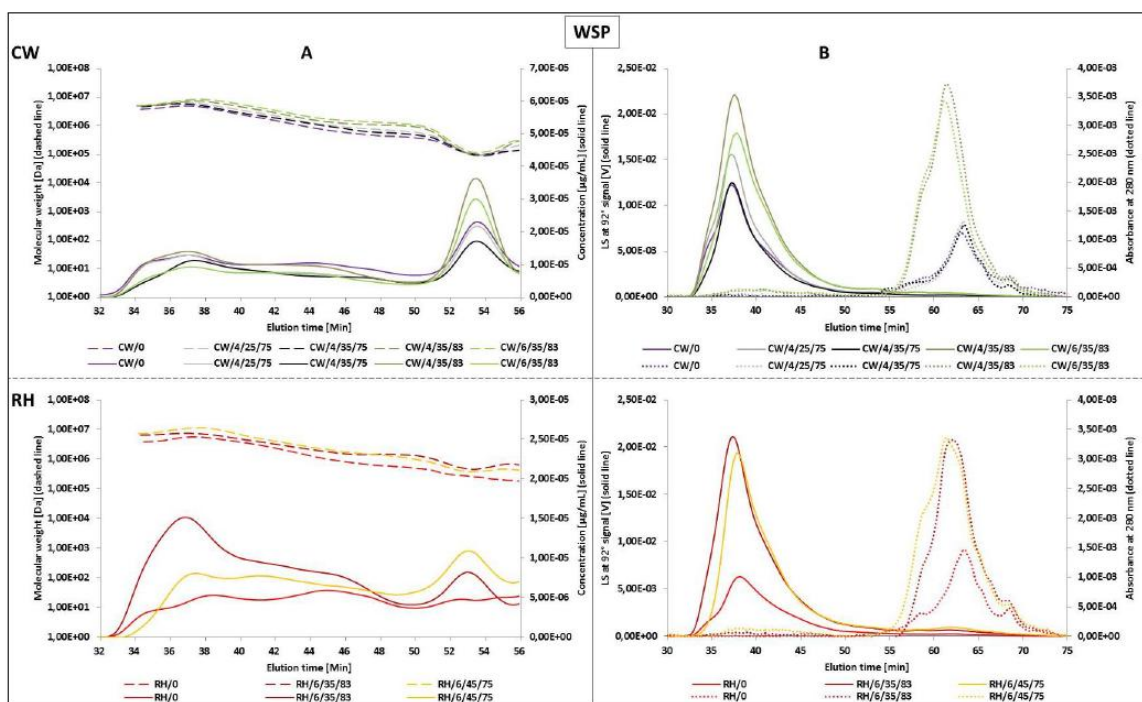 WSP
CW
A
1,00E+08
1,00E+07
1,00E+06
1,00E+05
1,00E+04
1,00E+03
1,00E+02
1,00E+01
1,00E+00
Molecular weight [Da] (dashed line)
7,00E-05
6,00E-05
5,00E-05
4,00E-05
3,00E-05
2,00E-05
1,00E-05
0,00E+00
Concentration [µg/mL] (solid line)
32 34 36 38 40 42 44 46 48 50 52 54 56
Elution time [Min]
CW/0 CW/4/25/75 CW/4/35/75 CW/4/35/83 CW/6/35/83
CW/0 CW/4/25/75 CW/4/35/75 CW/4/35/83 CW/6/35/83
B
2,50E-02
2,00E-02
1,50E-02
1,00E-02
5,00E-03
0,00E+00
LS at 92° signal [V] (solid line)
4,00E-03
3,50E-03
3,00E-03
2,50E-03
2,00E-03
1,50E-03
1,00E-03
5,00E-04
0,00E+00
Absorbance at 280 nm (dotted line)
30 35 40 45 50 55 60 65 70 75
Elution time [min]
CW/0 CW/4/25/75 CW/4/35/75 CW/4/35/83 CW/6/35/83
CW/0 CW/4/25/75 CW/4/35/75 CW/4/35/83 CW/6/35/83
RH
1,00E+08
1,00E+07
1,00E+06
1,00E+05
1,00E+04
1,00E+03
1,00E+02
1,00E+01
1,00E+00
Molecular weight [Da] (dashed line)
3,00E-05
2,50E-05
2,00E-05
1,50E-05
1,00E-05
5,00E-06
0,00E+00
Concentration [µg/mL] (solid line)
32 34 36 38 40 42 44 46 48 50 52 54 56
Elution time [Min]
RH/0 RH/6/35/83 RH/6/45/75
RH/0 RH/6/35/83 RH/6/45/75
2,50E-02
2,00E-02
1,50E-02
1,00E-02
5,00E-03
0,00E+00
LS at 92° signal [V] (solid line)
4,00E-03
3,50E-03
3,00E-03
2,50E-03
2,00E-03
1,50E-03
1,00E-03
5,00E-04
0,00E+00
Absorbance at 280 nm (dotted line)
30 35 40 45 50 55 60 65 70 75
Elution time [min]
RH/0 RH/6/35/83 RH/6/45/75
RH/0 RH/6/35/83 RH/6/45/75